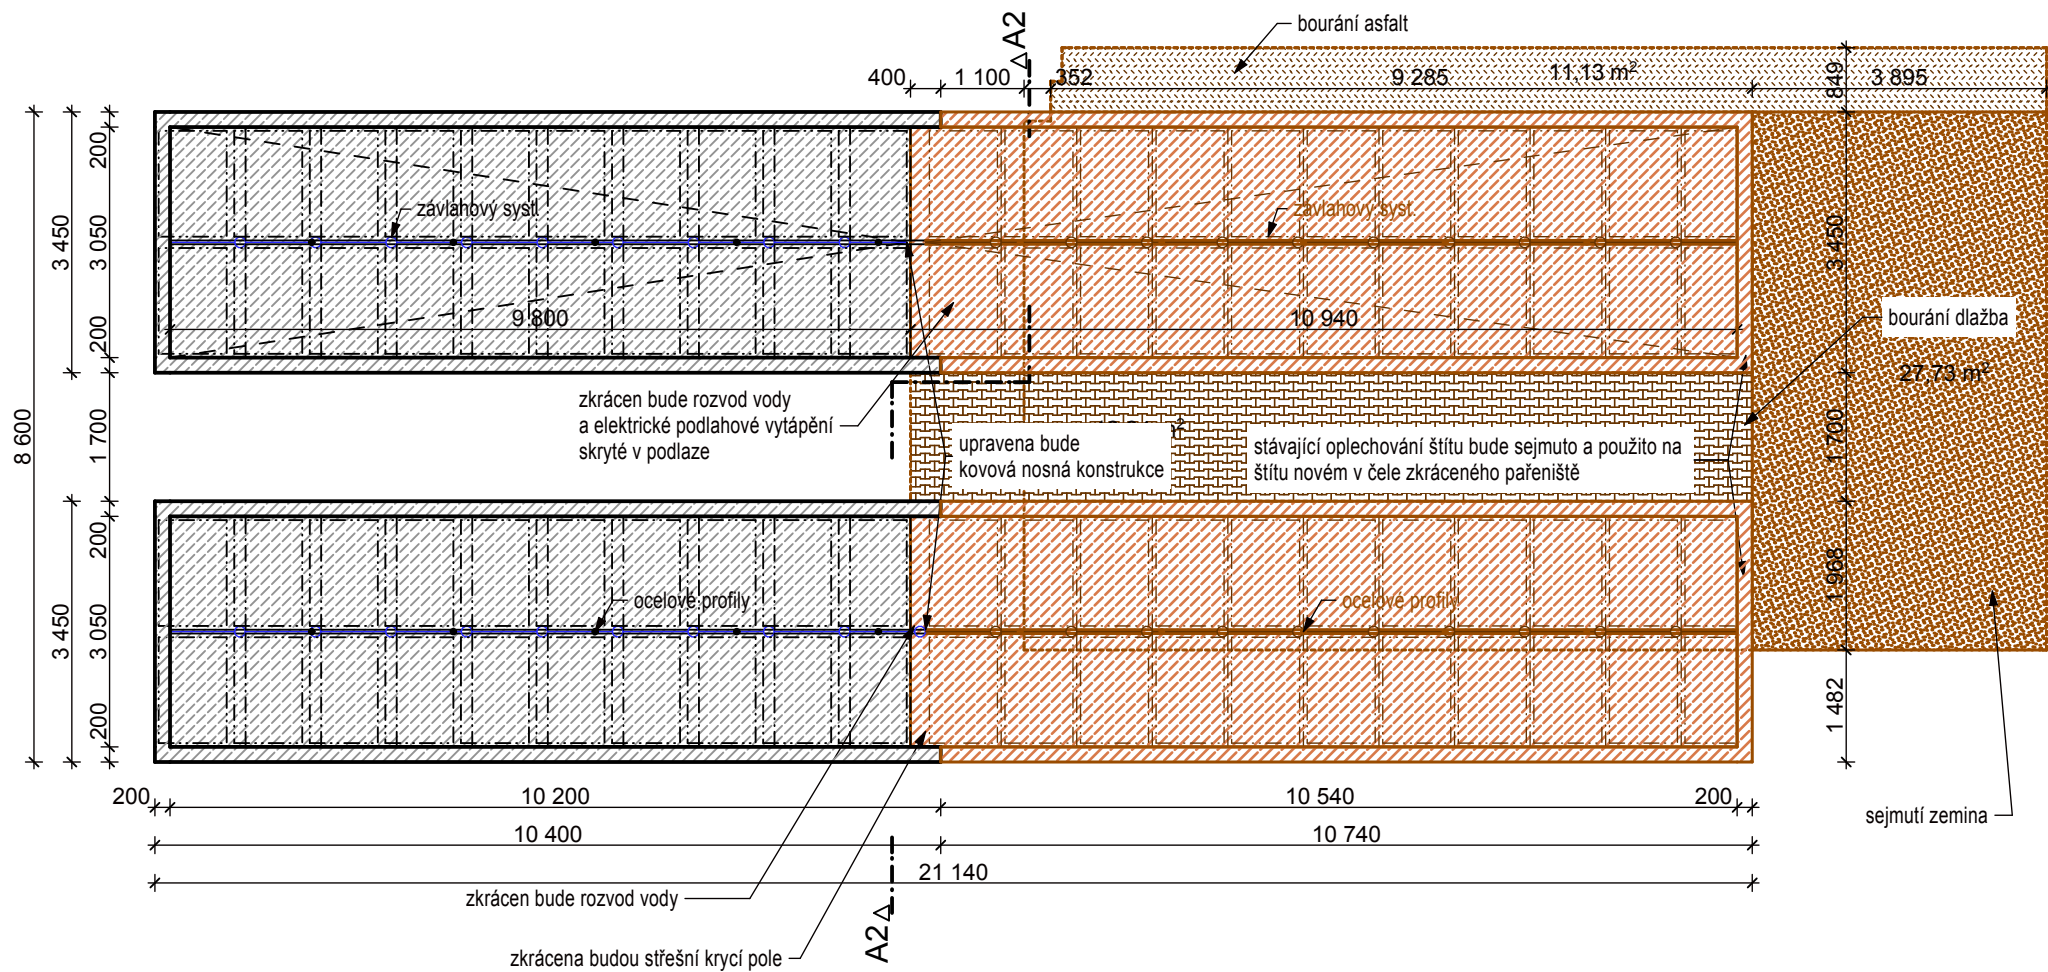 A2
bourání asfalt
400
1 100
352
9 285
11,13 m²
3 895
849
200
3 450
3 050
200
závlahový syst.
závlahový syst.
3 450
9 800
10 940
bourání dlažba
27,73 m²
8 600
1 700
zkrácen bude rozvod vody
a elektrické podlahové vytápění
skryté v podlaze
upravena bude
kovová nosná konstrukce
stávající oplechování štítu bude sejmuto a použito na
štítu novém v čele zkráceného pařeniště
1 700
200
3 450
3 050
200
ocelové profily
ocelové profily
1 968
1 482
200
10 200
10 540
200
sejmutí zemina
10 400
10 740
21 140
zkrácen bude rozvod vody
A2
zkrácena budou střešní krycí pole